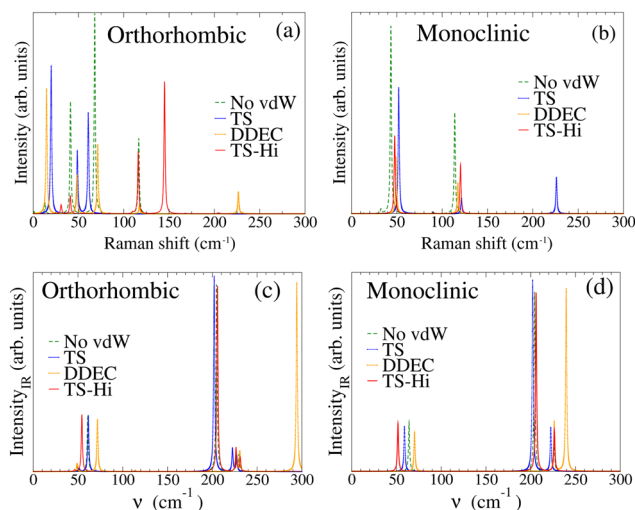 Orthorhombic
(a)
Intensity (arb. units)
No vdW
TS
DDEC
TS-Hi
0 50 100 150 200 250 300
Raman shift (cm-1)
Monoclinic
(b)
Intensity (arb. units)
No vdW
TS
DDEC
TS-Hi
0 50 100 150 200 250 300
Raman shift (cm-1)
Orthorhombic
(c)
IntensityIR (arb. units)
No vdW
TS
DDEC
TS-Hi
0 50 100 150 200 250 300
ν (cm-1)
Monoclinic
(d)
IntensityIR (arb. units)
No vdW
TS
DDEC
TS-Hi
0 50 100 150 200 250 300
ν (cm-1)